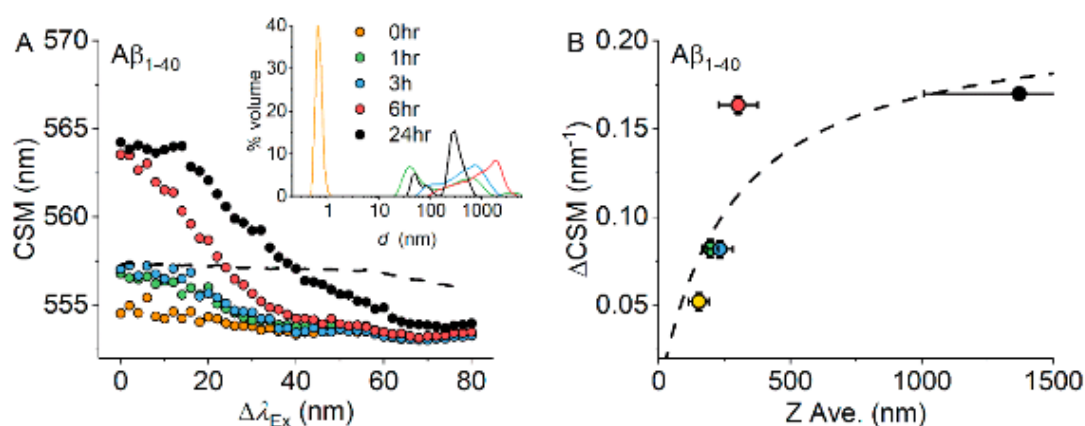 A
Aβ1-40
CSM (nm)
570
565
560
555
0
20
40
60
80
ΔλEx (nm)
% volume
40
30
20
10
0
1
10
100
1000
d (nm)
0hr
1hr
3h
6hr
24hr
B
Aβ1-40
ΔCSM (nm-1)
0.20
0.15
0.10
0.05
0
500
1000
1500
Z Ave. (nm)